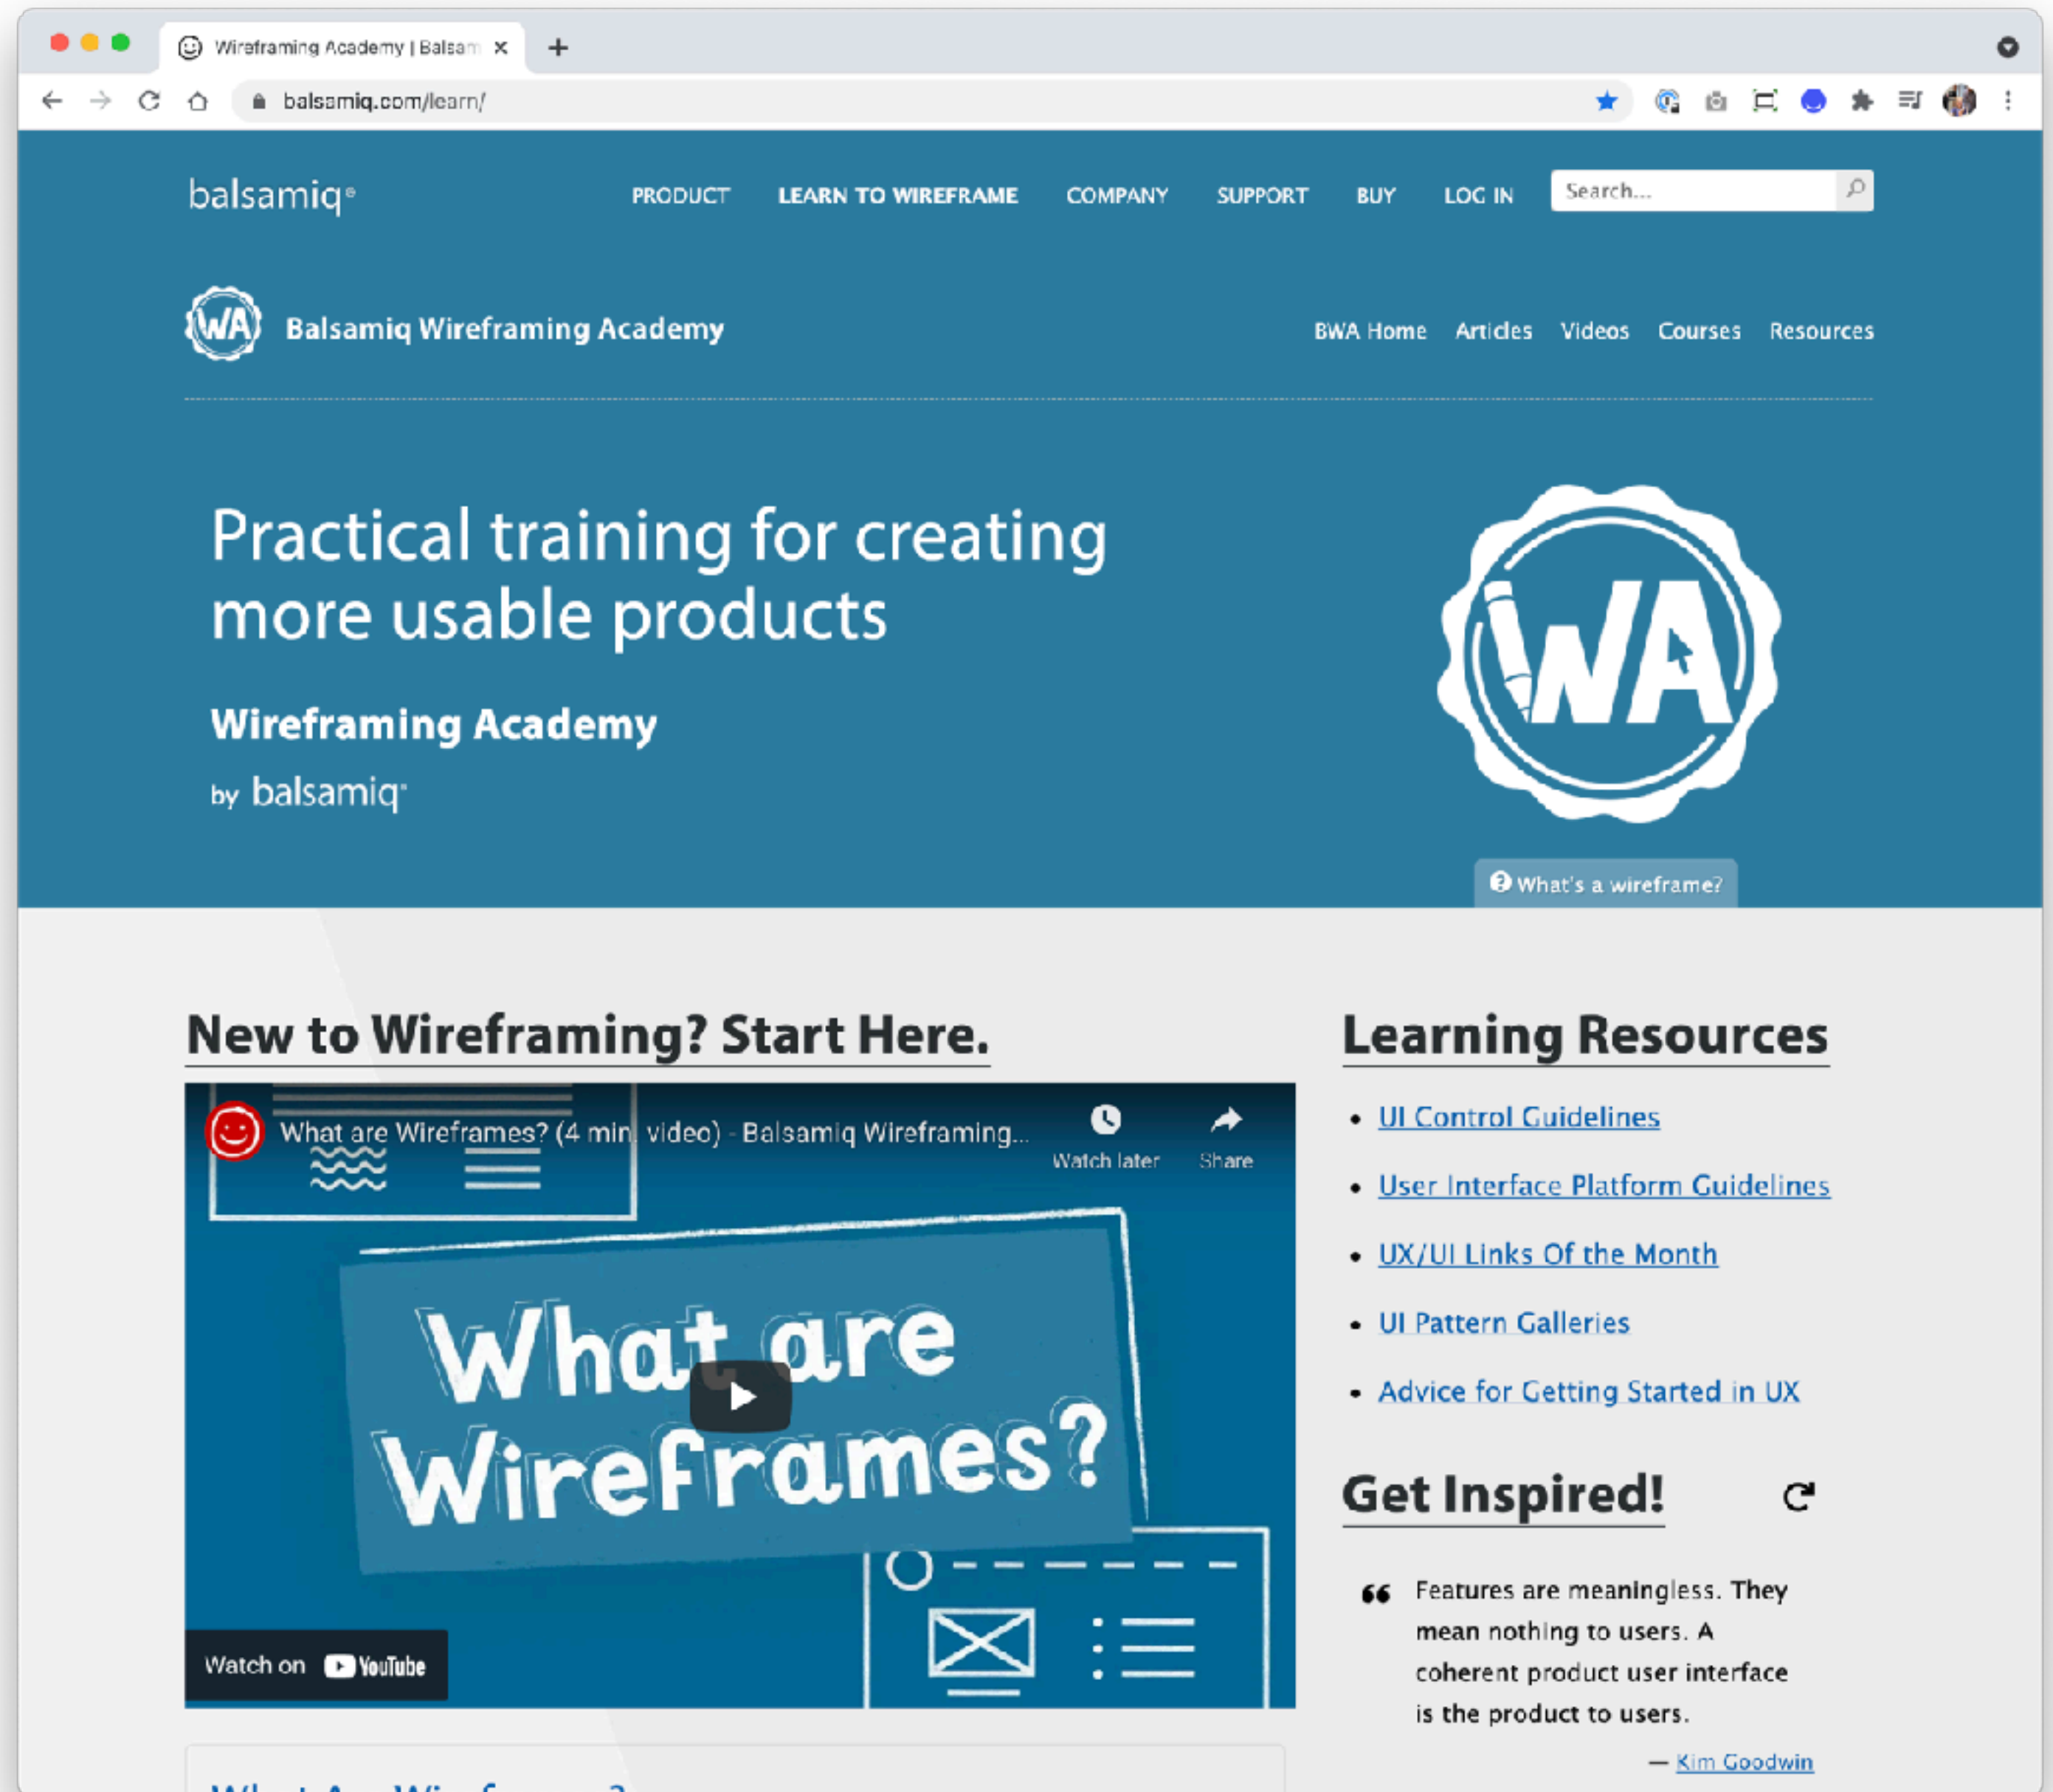 Wireframing Academy | Balsam
balsamiq.com/learn/
balsamiq®
PRODUCT LEARN TO WIREFRAME COMPANY SUPPORT BUY LOG IN Search...
WA Balsamiq Wireframing Academy
BWA Home Articles Videos Courses Resources
Practical training for creating
more usable products
WA
Wireframing Academy
by balsamiq
What's a wireframe?
New to Wireframing? Start Here.
What are Wireframes? (4 min. video) - Balsamiq Wireframing...
Watch later Share
What are
Wireframes?
Watch on YouTube
Learning Resources
• UI Control Guidelines
• User Interface Platform Guidelines
• UX/UI Links Of the Month
• UI Pattern Galleries
• Advice for Getting Started in UX
Get Inspired!
“ Features are meaningless. They
mean nothing to users. A
coherent product user interface
is the product to users.
— Kim Goodwin